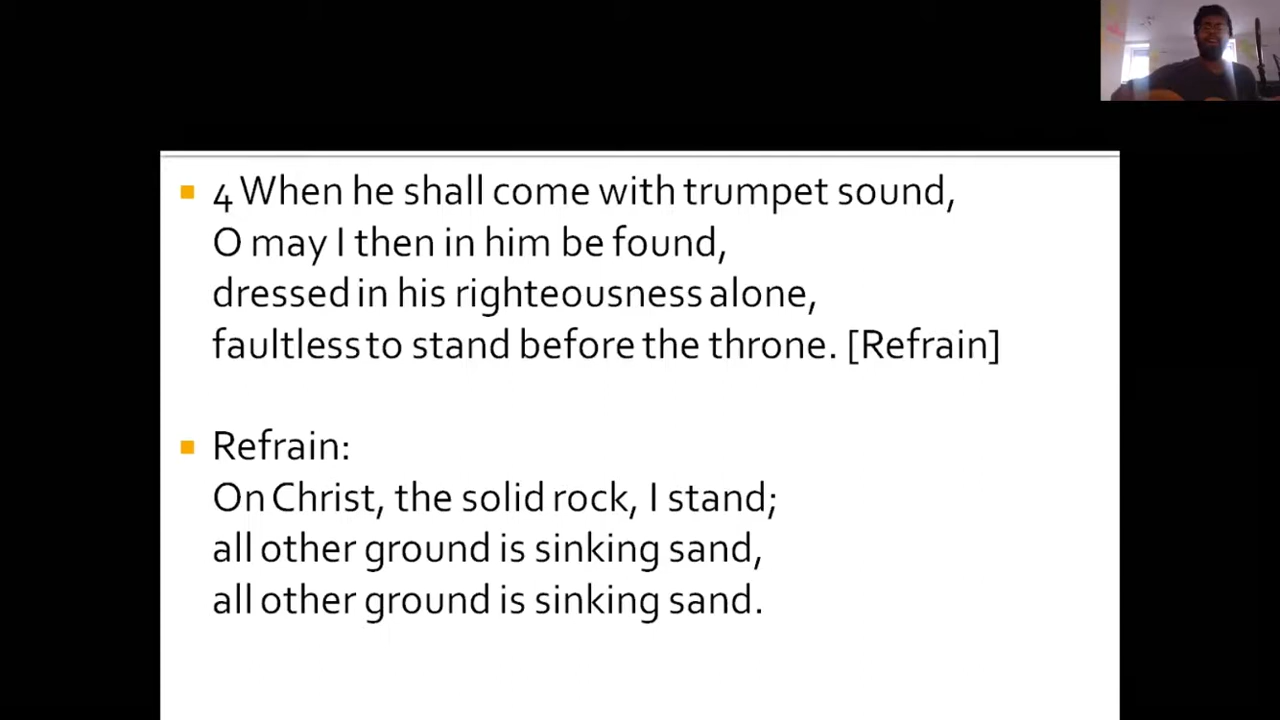 4 When he shall come with trumpet sound,
O may I then in him be found,
dressed in his righteousness alone,
faultless to stand before the throne. [Refrain]
Refrain:
On Christ, the solid rock, I stand;
all other ground is sinking sand,
all other ground is sinking sand.